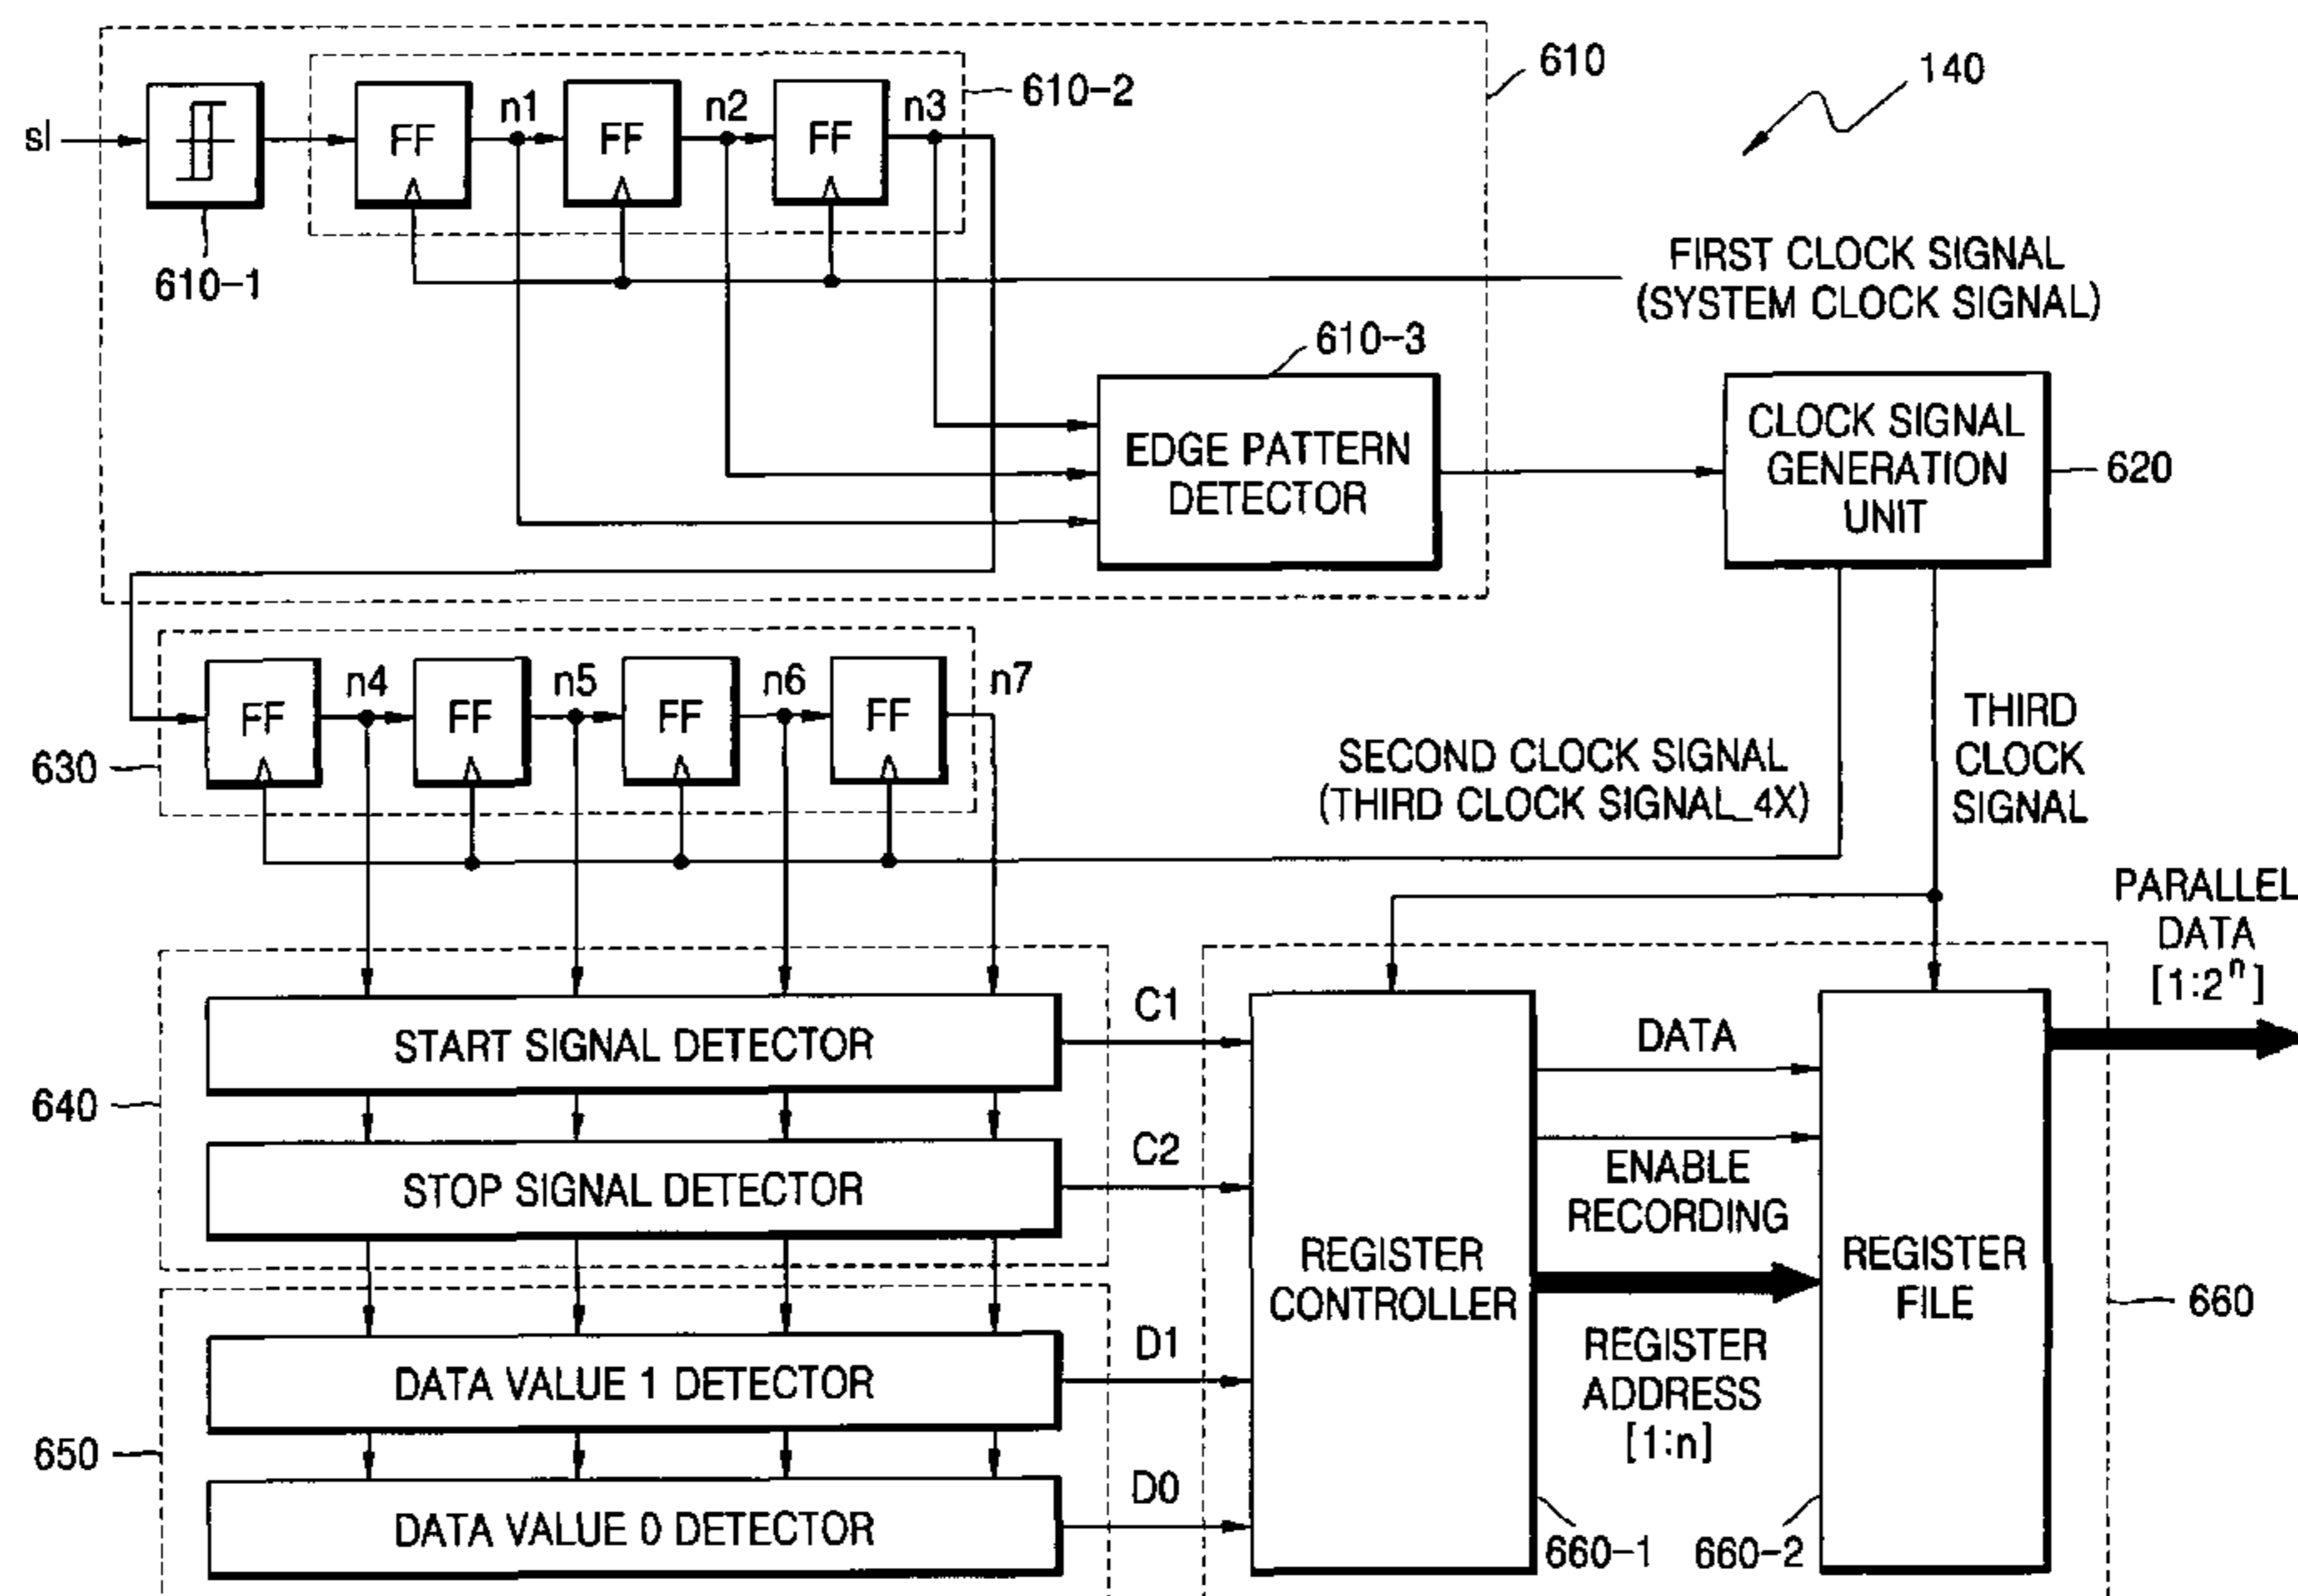 610
140
610-2
n1
n2
n3
sI
FF
FF
FF
610-1
FIRST CLOCK SIGNAL
(SYSTEM CLOCK SIGNAL)
610-3
EDGE PATTERN
DETECTOR
CLOCK SIGNAL
GENERATION
UNIT
620
n4
n5
n6
n7
FF
FF
FF
FF
630
SECOND CLOCK SIGNAL
(THIRD CLOCK SIGNAL_4X)
THIRD
CLOCK
SIGNAL
PARALLEL
DATA
[1:2ⁿ]
START SIGNAL DETECTOR
C1
640
STOP SIGNAL DETECTOR
C2
DATA VALUE 1 DETECTOR
D1
650
DATA VALUE 0 DETECTOR
D0
REGISTER
CONTROLLER
DATA
ENABLE
RECORDING
REGISTER
ADDRESS
[1:n]
REGISTER
FILE
660
660-1
660-2